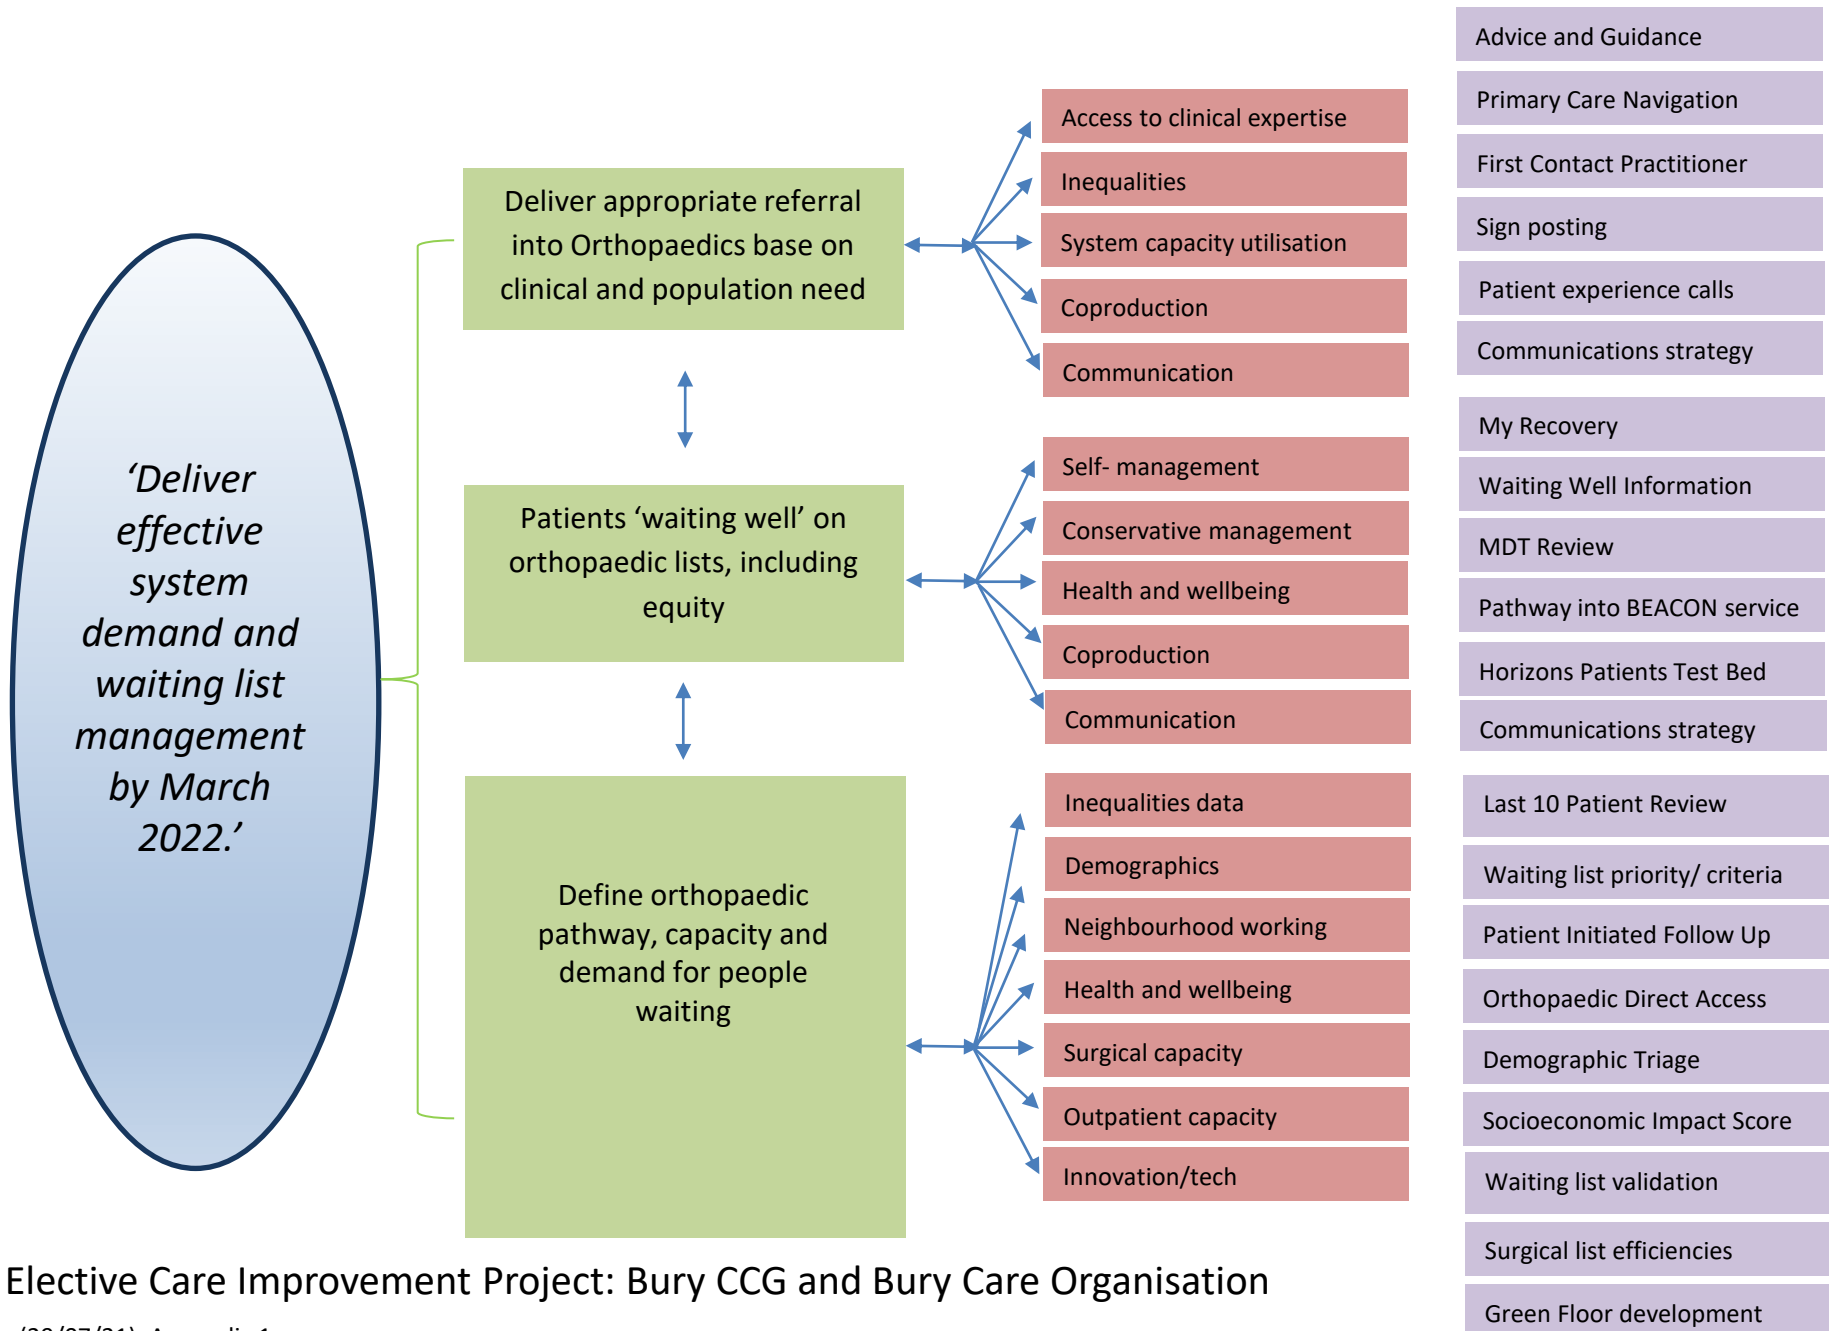 ‘Deliver
effective
system
demand and
waiting list
management
by March
2022.’
Deliver appropriate referral
into Orthopaedics base on
clinical and population need
Patients ‘waiting well’ on
orthopaedic lists, including
equity
Define orthopaedic
pathway, capacity and
demand for people
waiting
Access to clinical expertise
Inequalities
System capacity utilisation
Coproduction
Communication
Self- management
Conservative management
Health and wellbeing
Coproduction
Communication
Inequalities data
Demographics
Neighbourhood working
Health and wellbeing
Surgical capacity
Outpatient capacity
Innovation/tech
Advice and Guidance
Primary Care Navigation
First Contact Practitioner
Sign posting
Patient experience calls
Communications strategy
My Recovery
Waiting Well Information
MDT Review
Pathway into BEACON service
Horizons Patients Test Bed
Communications strategy
Last 10 Patient Review
Waiting list priority/ criteria
Patient Initiated Follow Up
Orthopaedic Direct Access
Demographic Triage
Socioeconomic Impact Score
Waiting list validation
Surgical list efficiencies
Green Floor development
Elective Care Improvement Project: Bury CCG and Bury Care Organisation